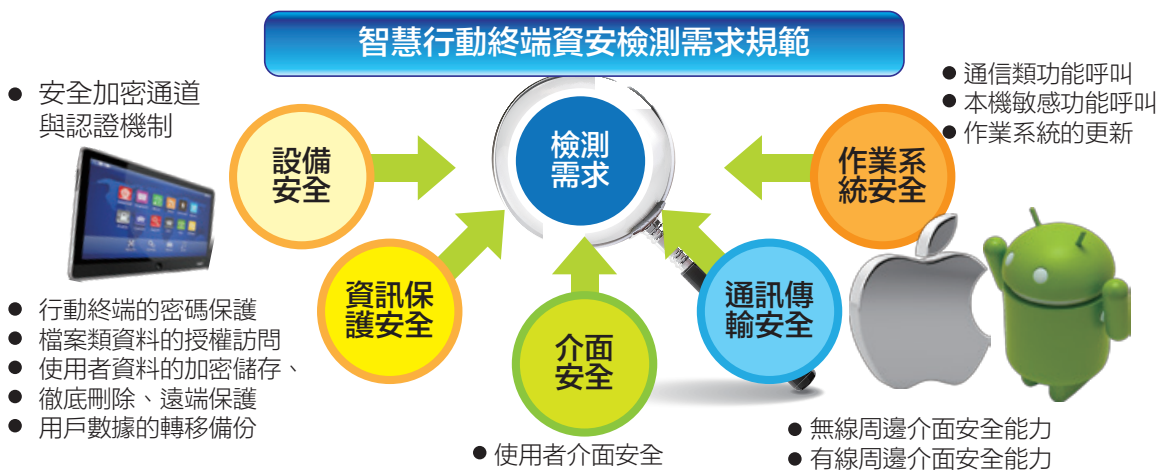 智慧行動終端資安檢測需求規範
● 安全加密通道
與認證機制
● 通信類功能呼叫
● 本機敏感功能呼叫
● 作業系統的更新
檢測
需求
設備
安全
作業系
統安全
資訊保
護安全
介面
安全
通訊傳
輸安全
● 行動終端的密碼保護
● 檔案類資料的授權訪問
● 使用者資料的加密儲存、
● 徹底刪除、遠端保護
● 用戶數據的轉移備份
● 使用者介面安全
● 無線周邊介面安全能力
● 有線周邊介面安全能力